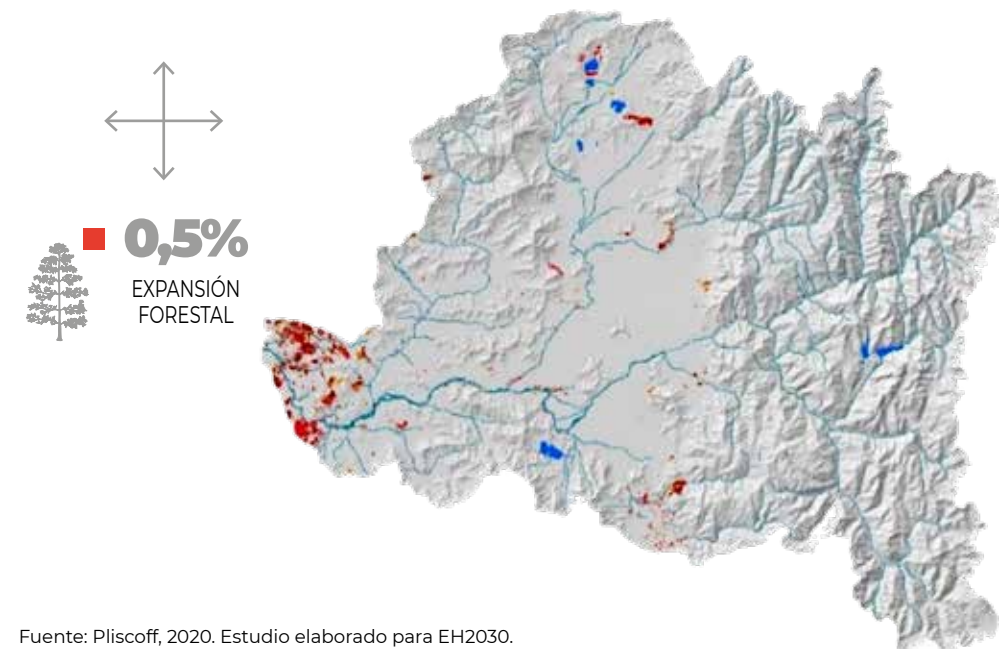 0,5%
EXPANSIÓN
FORESTAL
Fuente: Pliscoff, 2020. Estudio elaborado para EH2030.